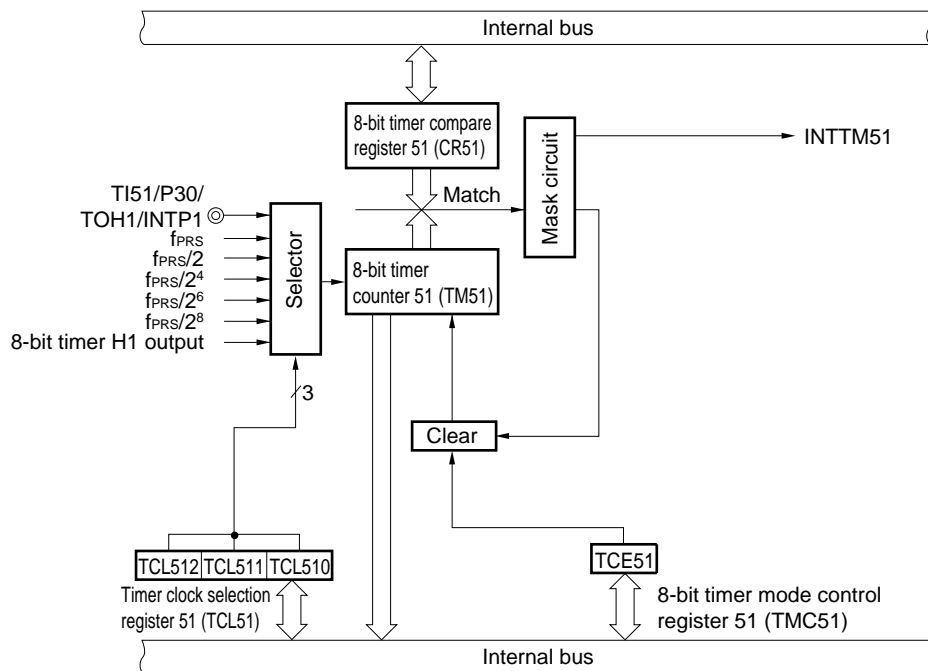 Internal bus
8-bit timer compare
register 51 (CR51)
Mask circuit
INTTM51
Match
TI51/P30/
TOH1/INTP1
fPRS
fPRS/2
fPRS/2⁴
fPRS/2⁶
fPRS/2⁸
8-bit timer H1 output
Selector
8-bit timer
counter 51 (TM51)
3
Clear
TCL512 TCL511 TCL510
Timer clock selection
register 51 (TCL51)
TCE51
8-bit timer mode control
register 51 (TMC51)
Internal bus